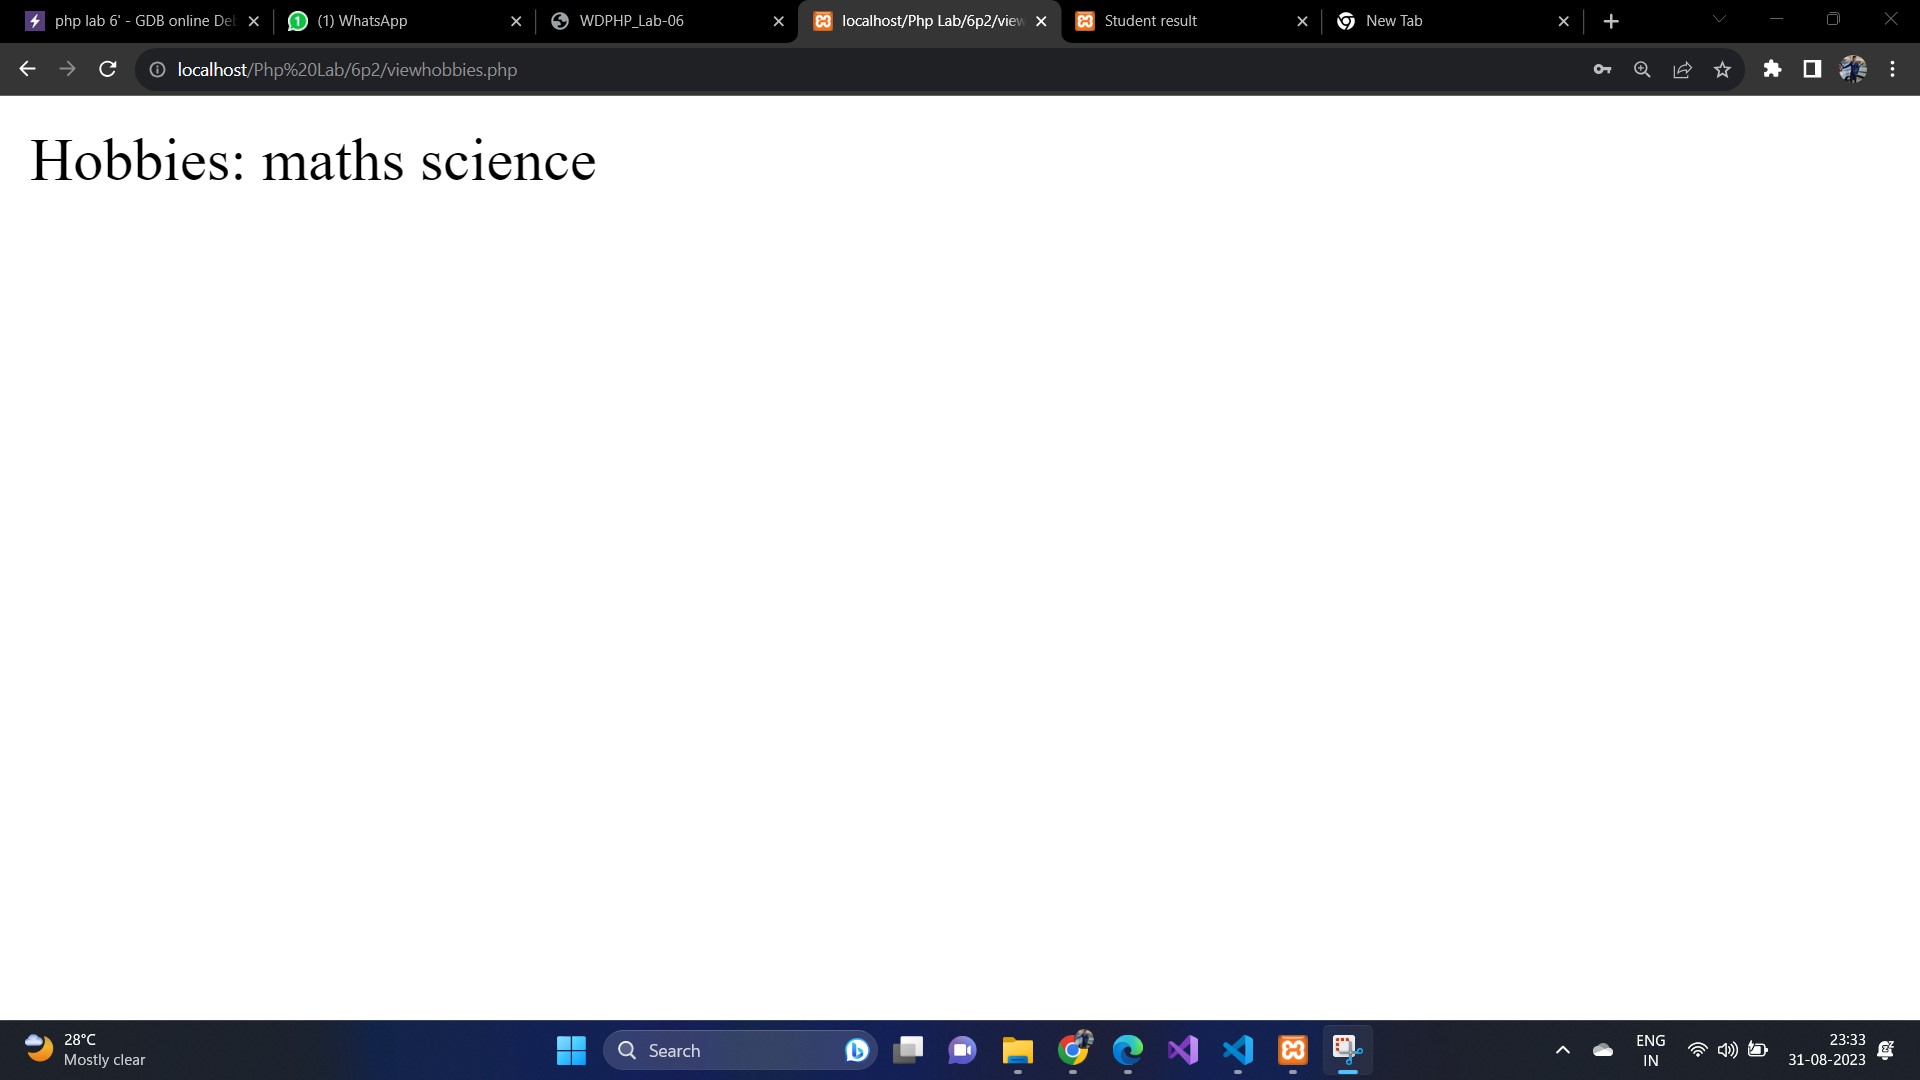 php lab 6' - GDB online De
(1) WhatsApp
WDPHP_Lab-06
localhost/Php Lab/6p2/view
Student result
New Tab
localhost/Php%20Lab/6p2/viewhobbies.php
Hobbies: maths science
28°C
Mostly clear
Search
ENG
IN
23:33
31-08-2023